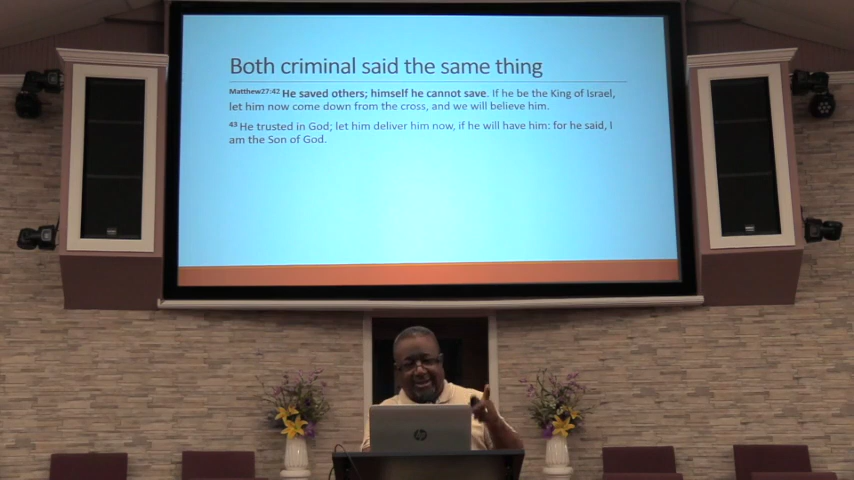 Both criminal said the same thing
Matthew27:42 He saved others; himself he cannot save. If he be the King of Israel,
let him now come down from the cross, and we will believe him.
43 He trusted in God; let him deliver him now, if he will have him: for he said, I
am the Son of God.
hp